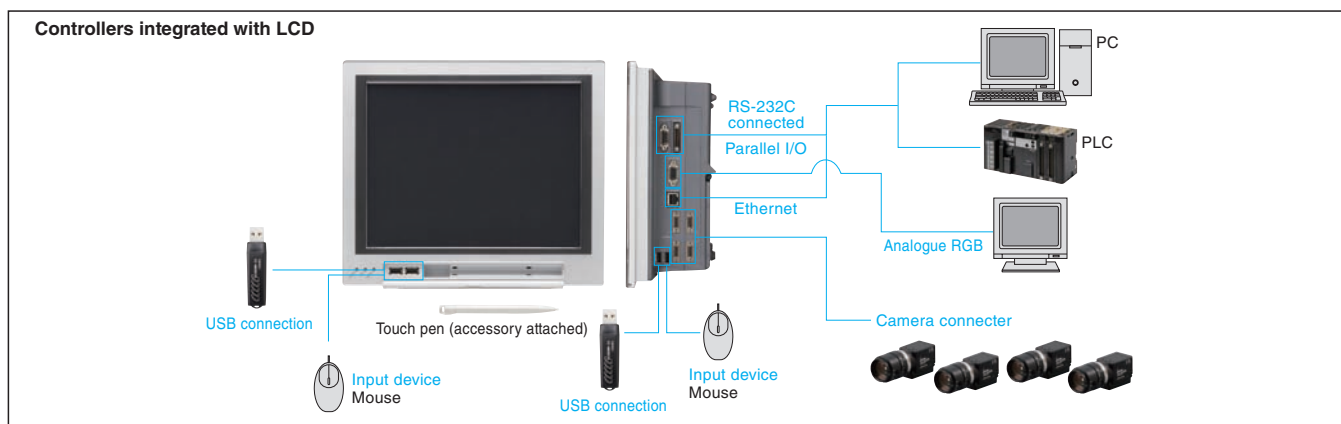 Controllers integrated with LCD
PC
RS-232C
connected
Parallel I/O
PLC
Ethernet
Analogue RGB
USB connection
Touch pen (accessory attached)
Camera connecter
Input device
Mouse
Input device
Mouse
USB connection